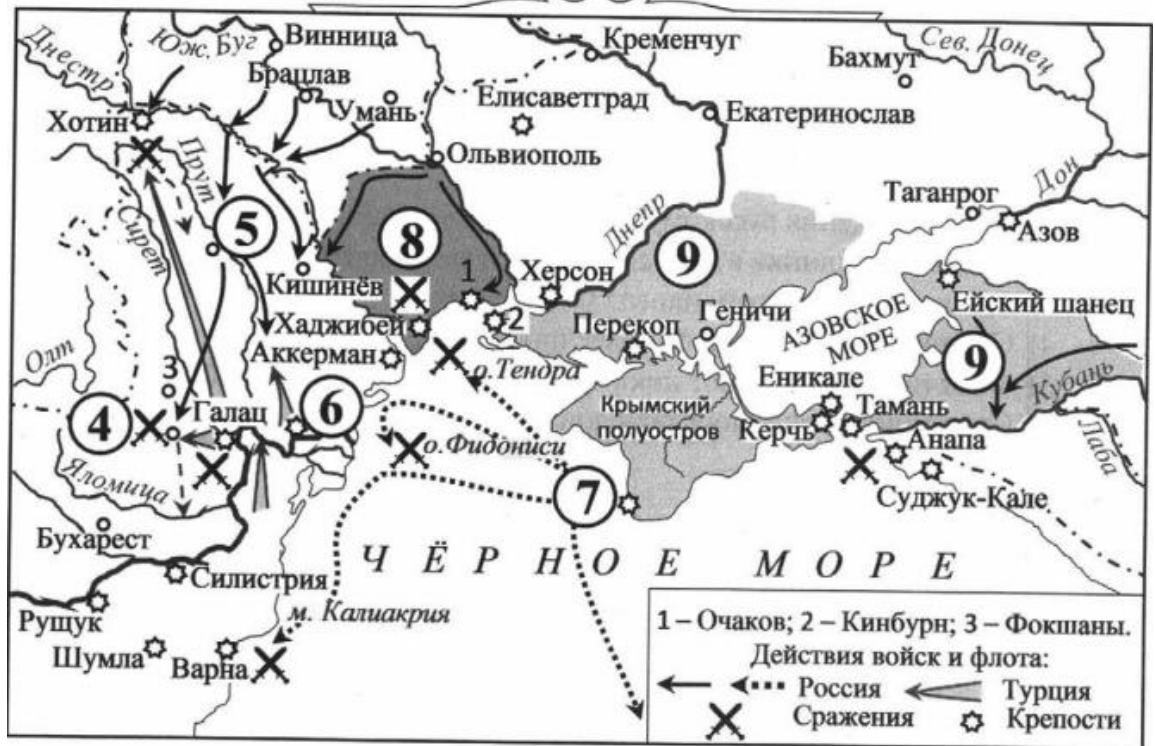 Юж. Буг
Винница
Кременчуг
Бахмут
Сев. Донец
Днестр
Брацлав
Умань
Елисаветград
Екатеринослав
Хотин
Ольвиополь
Прут
Сирет
5
8
9
Днепр
Таганрог
Дон
Азов
Кишинёв
1
Херсон
2
Хаджибей
Перекоп
Геничи
АЗОВСКОЕ
МОРЕ
Ейский шанец
9
Кубань
Лаба
Аккерман
о.Тендра
Еникале
Олт
3
4
Галац
6
Крымский
полуостров
Керчь
Тамань
Анапа
о.Фидониси
7
Суджук-Кале
Яломица
Бухарест
Силистрия
ЧЁРНОЕ МОРЕ
м. Калиакрия
Рущук
Шумла
Варна
1 – Очаков; 2 – Кинбурн; 3 – Фокшаны.
Действия войск и флота:
Россия Турция
Сражения Крепости